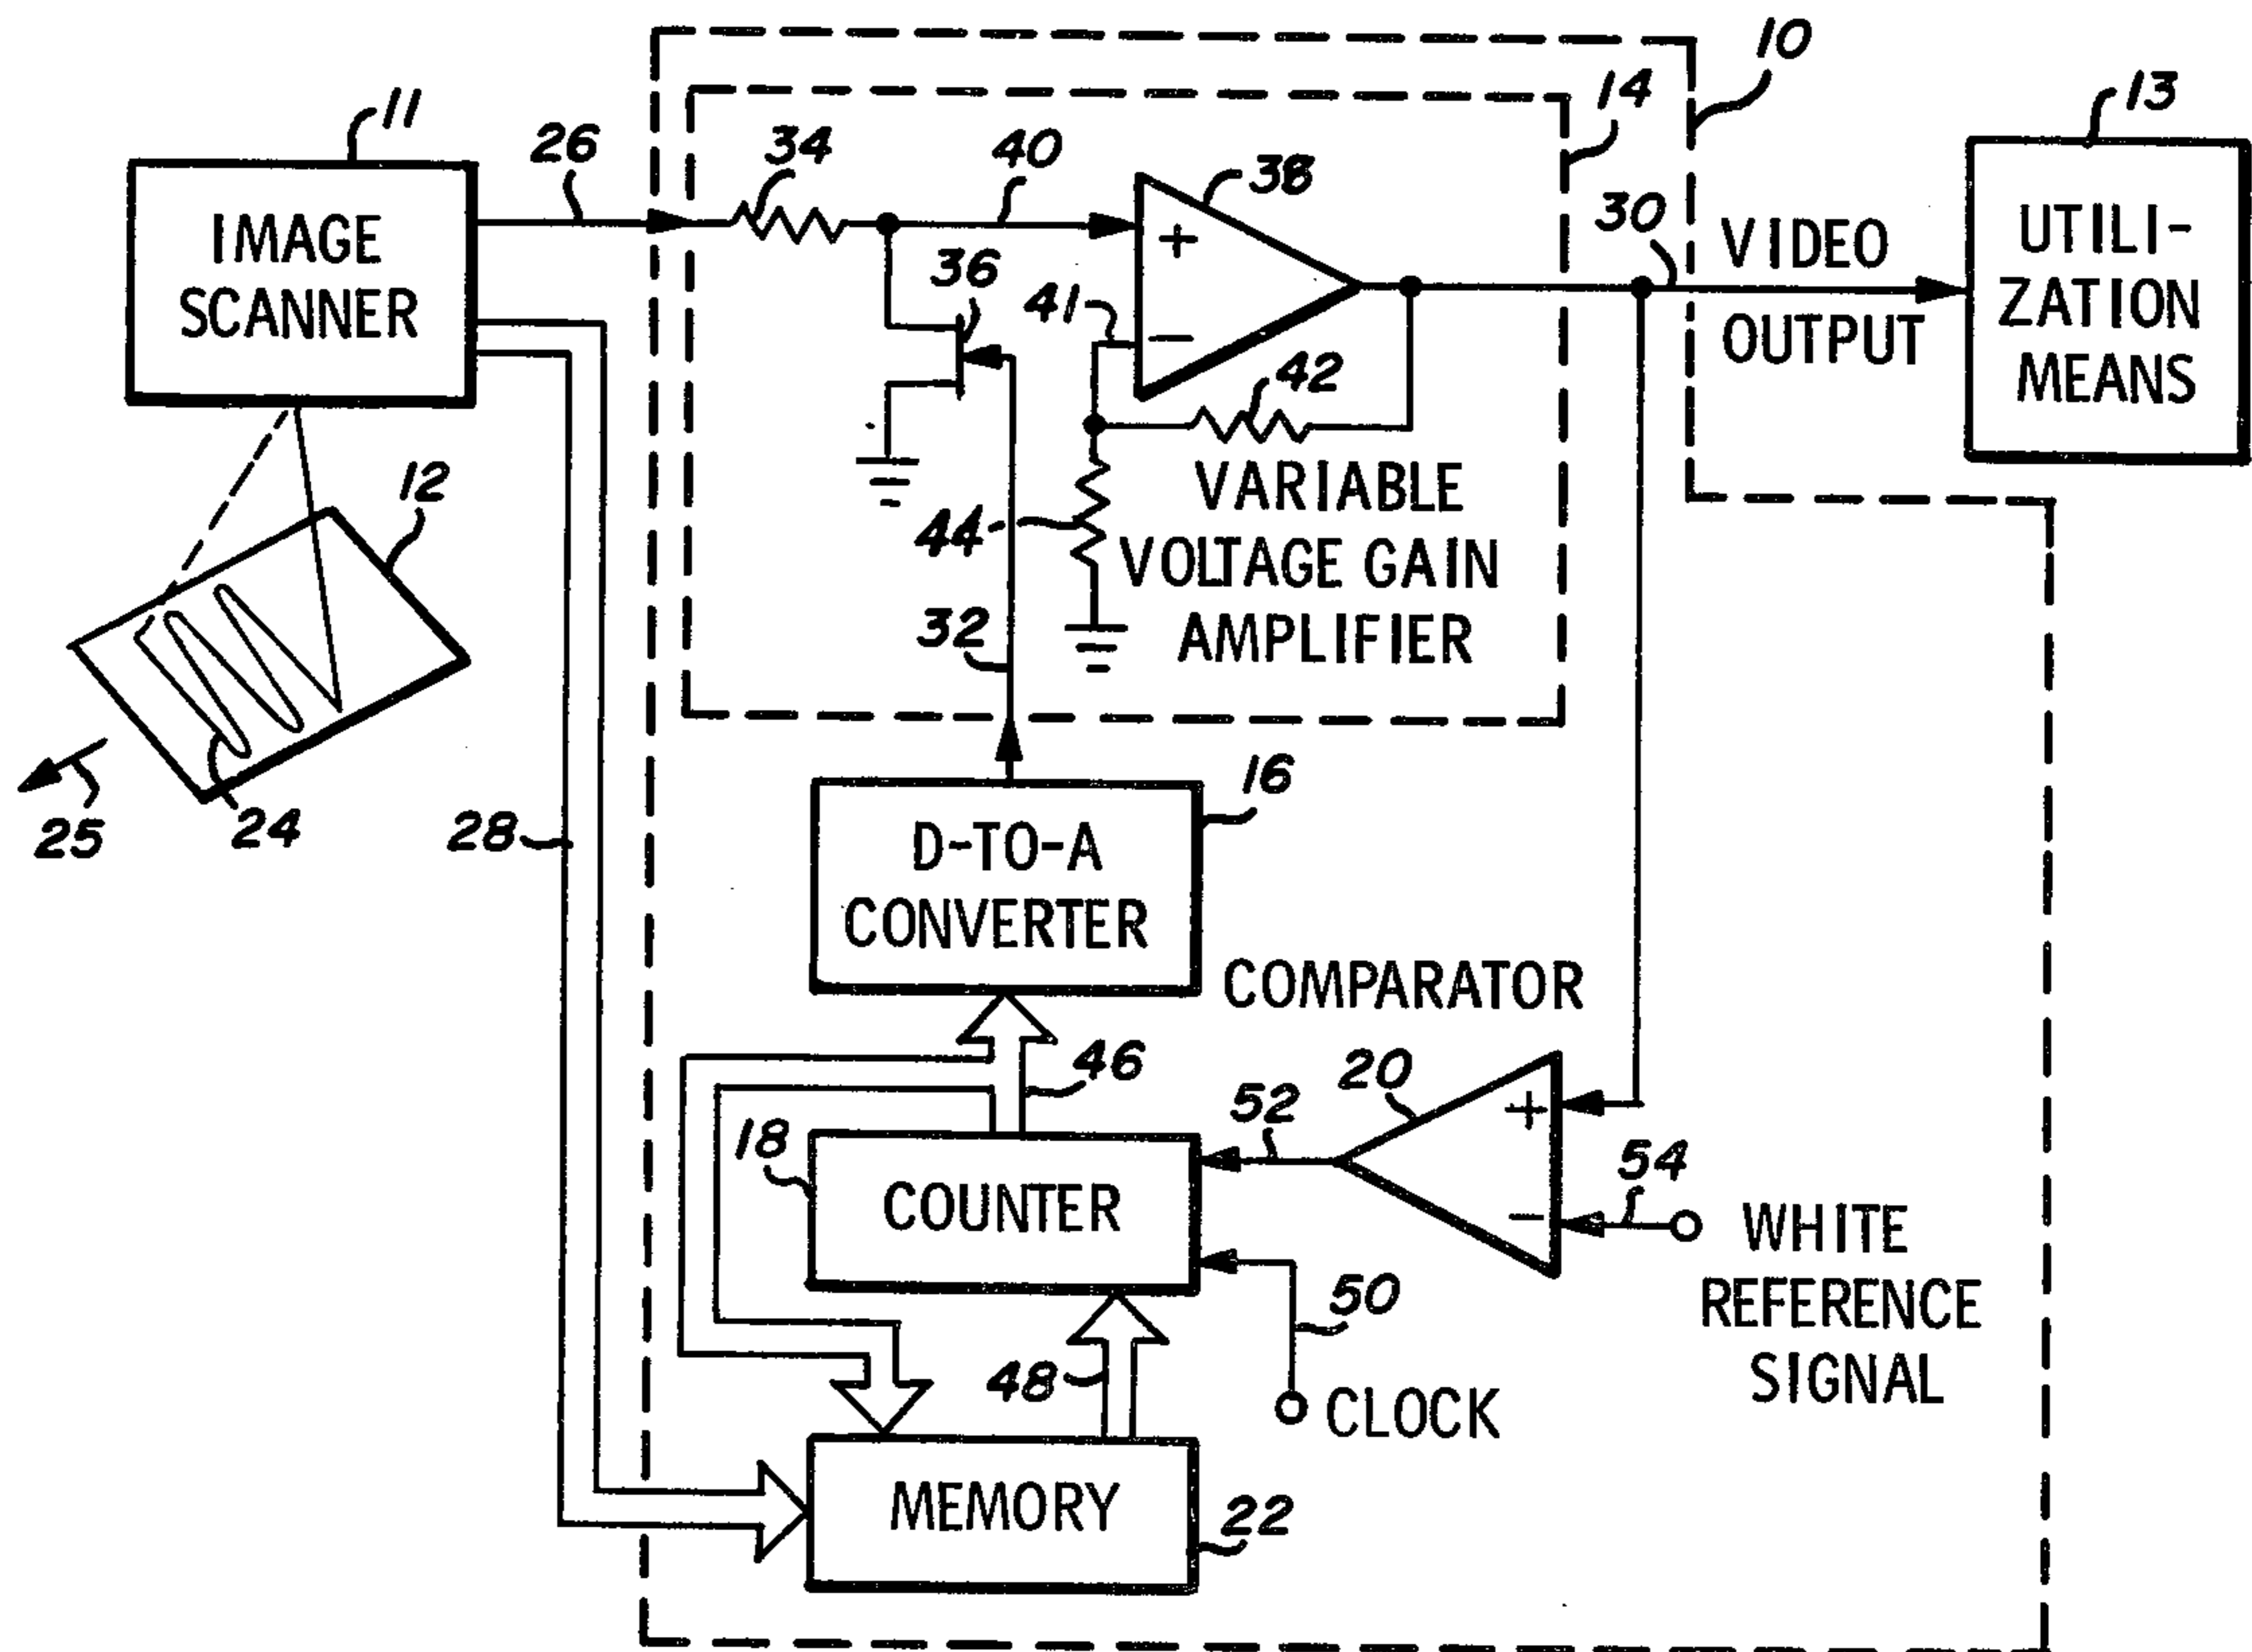 10
11
26
34
40
14
13
38
IMAGE
SCANNER
36
41
30
VIDEO
OUTPUT
UTILI-
ZATION
MEANS
+
−
42
12
44
VARIABLE
VOLTAGE GAIN
AMPLIFIER
32
25
24
28
16
D-TO-A
CONVERTER
COMPARATOR
46
20
52
+
−
54
18
COUNTER
WHITE
REFERENCE
SIGNAL
50
48
CLOCK
MEMORY
22